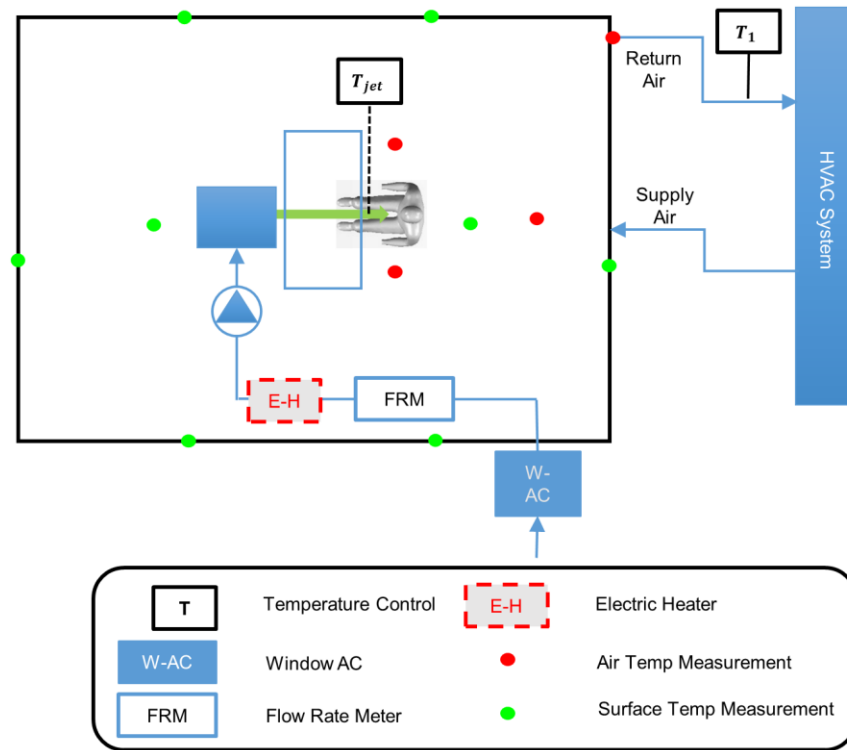 T₁
Return
Air
T_jet
HVAC System
Supply
Air
E-H
FRM
W-
AC
T
Temperature Control
E-H
Electric Heater
W-AC
Window AC
Air Temp Measurement
FRM
Flow Rate Meter
Surface Temp Measurement